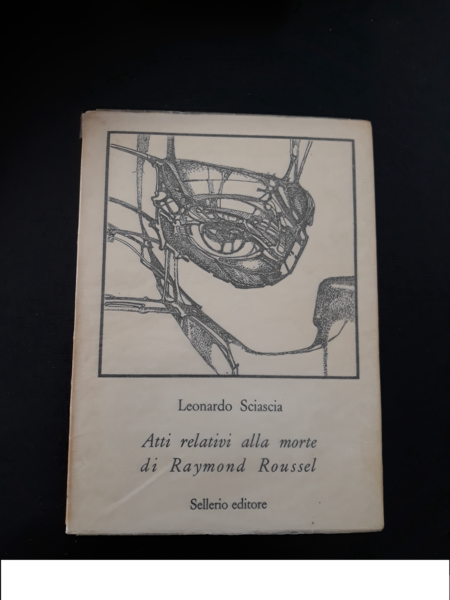 Leonardo Sciascia
Atti relativi alla morte
di Raymond Roussel
Sellerio editore